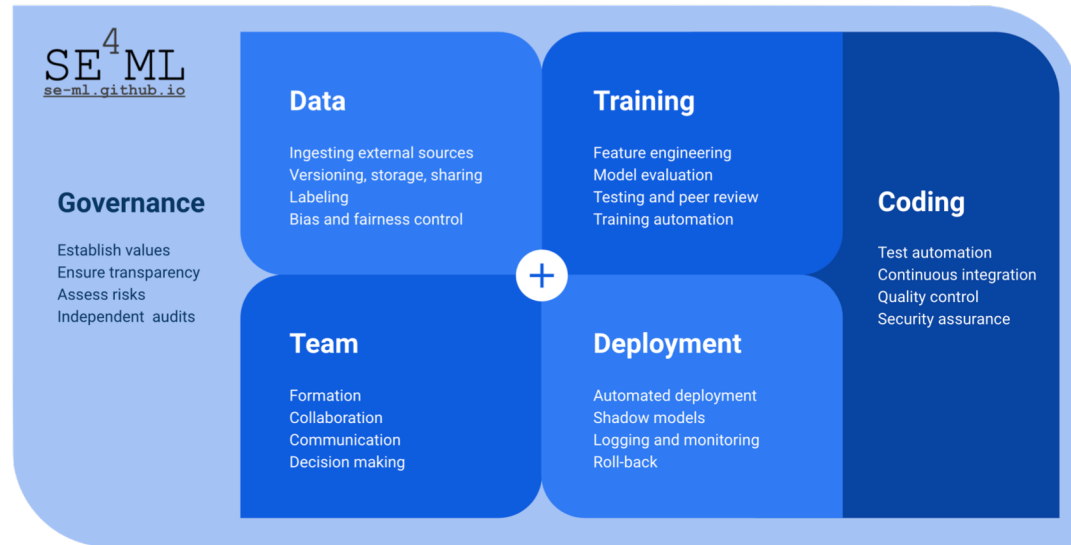 SE4ML
se-ml.github.io
Governance
Establish values
Ensure transparency
Assess risks
Independent audits
Data
Ingesting external sources
Versioning, storage, sharing
Labeling
Bias and fairness control
Training
Feature engineering
Model evaluation
Testing and peer review
Training automation
Team
Formation
Collaboration
Communication
Decision making
Deployment
Automated deployment
Shadow models
Logging and monitoring
Roll-back
Coding
Test automation
Continuous integration
Quality control
Security assurance